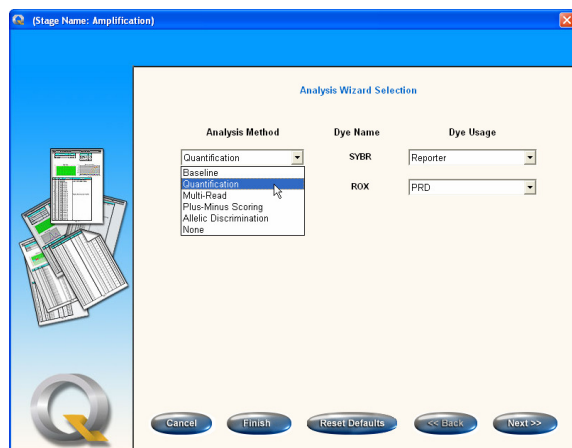 (Stage Name: Amplification)
Analysis Wizard Selection
Analysis Method Dye Name Dye Usage
Quantification SYBR Reporter
Baseline
Quantification ROX PRD
Multi-Read
Plus-Minus Scoring
Allelic Discrimination
None
Cancel Finish Reset Defaults << Back Next >>